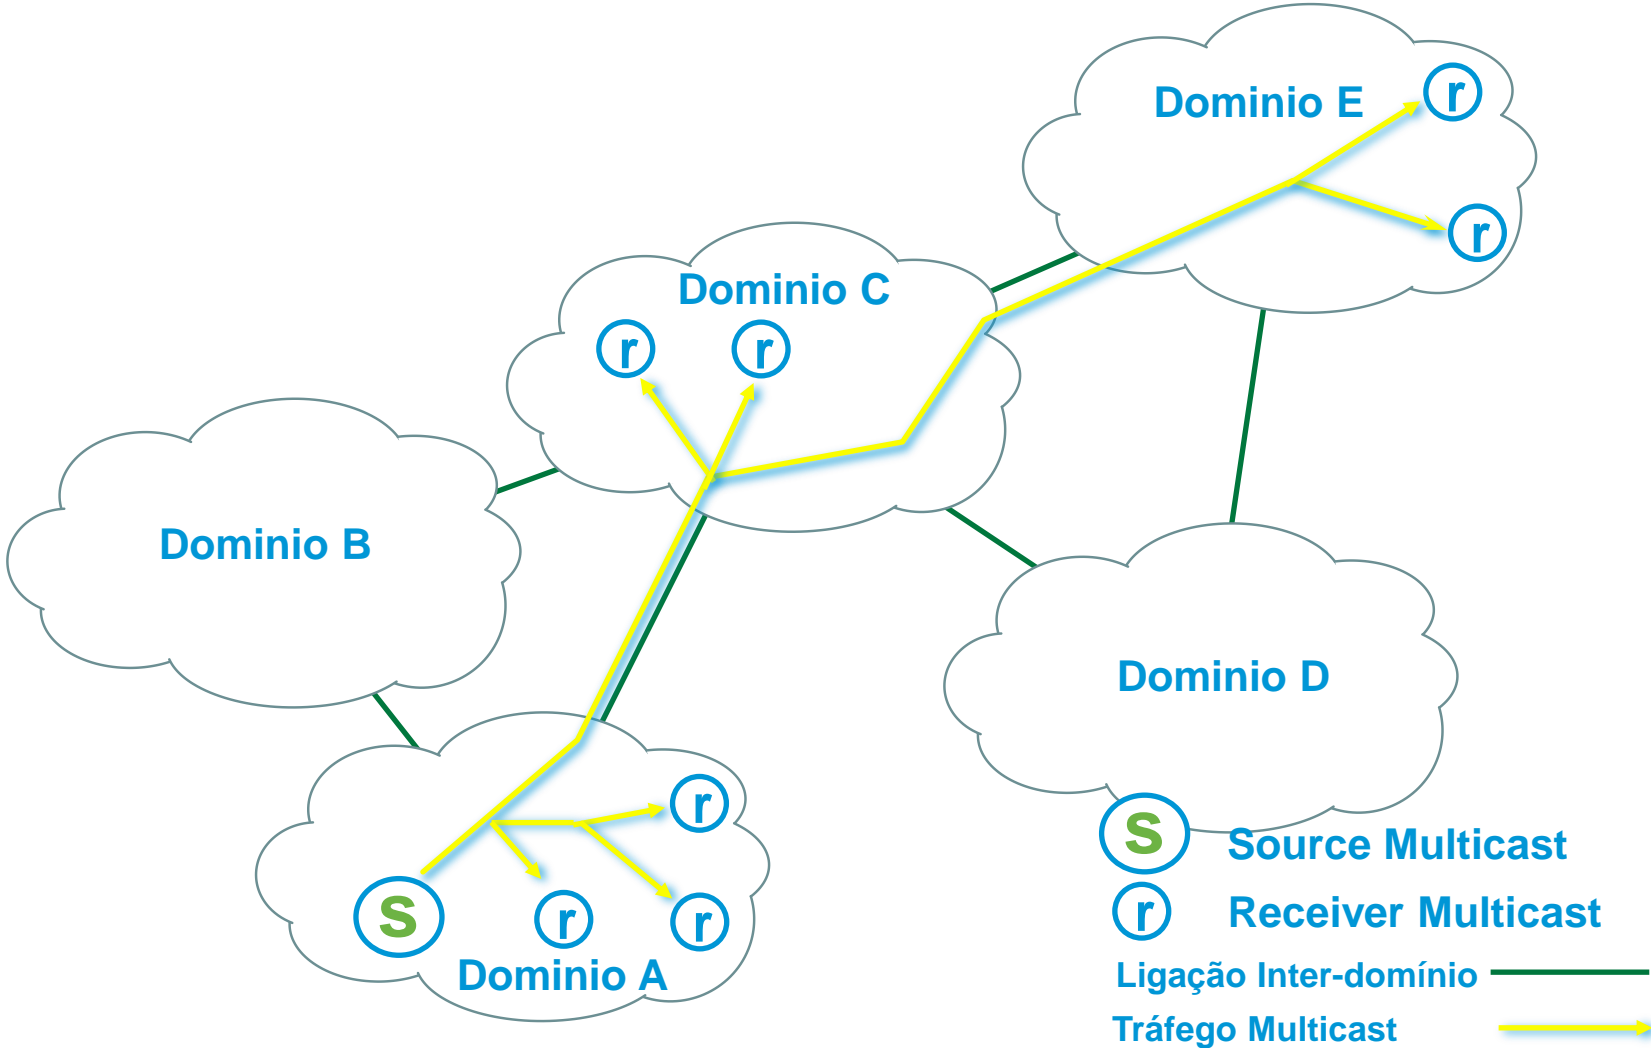 Dominio E
r
r
Dominio C
r
r
Dominio B
Dominio D
r
S
r
r
Dominio A
S
Source Multicast
r
Receiver Multicast
Ligação Inter-domínio
Tráfego Multicast